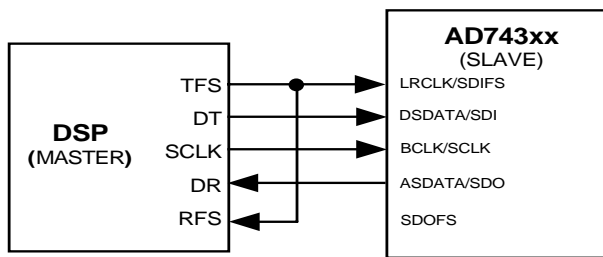 DSP
(MASTER)
TFS
DT
SCLK
DR
RFS
AD743xx
(SLAVE)
LRCLK/SDIFS
DSDATA/SDI
BCLK/SCLK
ASDATA/SDO
SDOFS